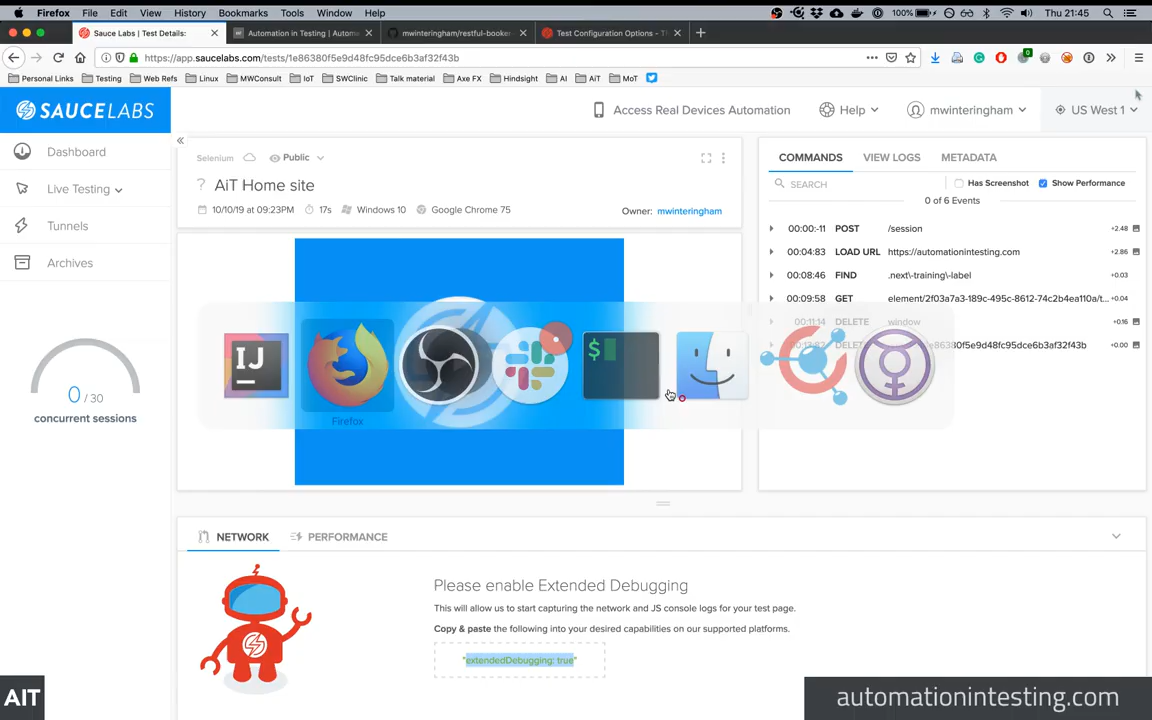 Firefox File Edit View History Bookmarks Tools Window Help 100% Thu 21:45
Sauce Labs | Test Details: Automation in Testing | Autom mwinteringham/restful-booker Test Configuration Options - T
https://app.saucelabs.com/tests/1e86380f5e9d48fc95dce6b3af32f43b
Personal Links Testing Web Refs Linux MWConsult IoT SWClinic Talk material Axe FX Hindsight AI AiT MoT
SAUCELABS Access Real Devices Automation Help mwinteringham US West 1
Dashboard
Live Testing
Tunnels
Archives
0 / 30
concurrent sessions
Selenium Public
? AiT Home site
10/10/19 at 09:23PM 17s Windows 10 Google Chrome 75 Owner: mwinteringham
COMMANDS VIEW LOGS METADATA
SEARCH Has Screenshot Show Performance
0 of 6 Events
00:00:-11 POST /session +2.48
00:04:83 LOAD URL https://automationintesting.com +2.86
00:08:46 FIND .next\-training\-label +0.03
00:09:58 GET element/2f03a7a3-189c-495c-8612-74c2b4ea110a/t... +0.04
00:11:14 DELETE window +0.16
DELETE 86380f5e9d48fc95dce6b3af32f43b +0.00
IJ
$
Firefox
NETWORK PERFORMANCE
Please enable Extended Debugging
This will allow us to start capturing the network and JS console logs for your test page.
Copy & paste the following into your desired capabilities on our supported platforms.
"extendedDebugging: true"
AIT
automationintesting.com